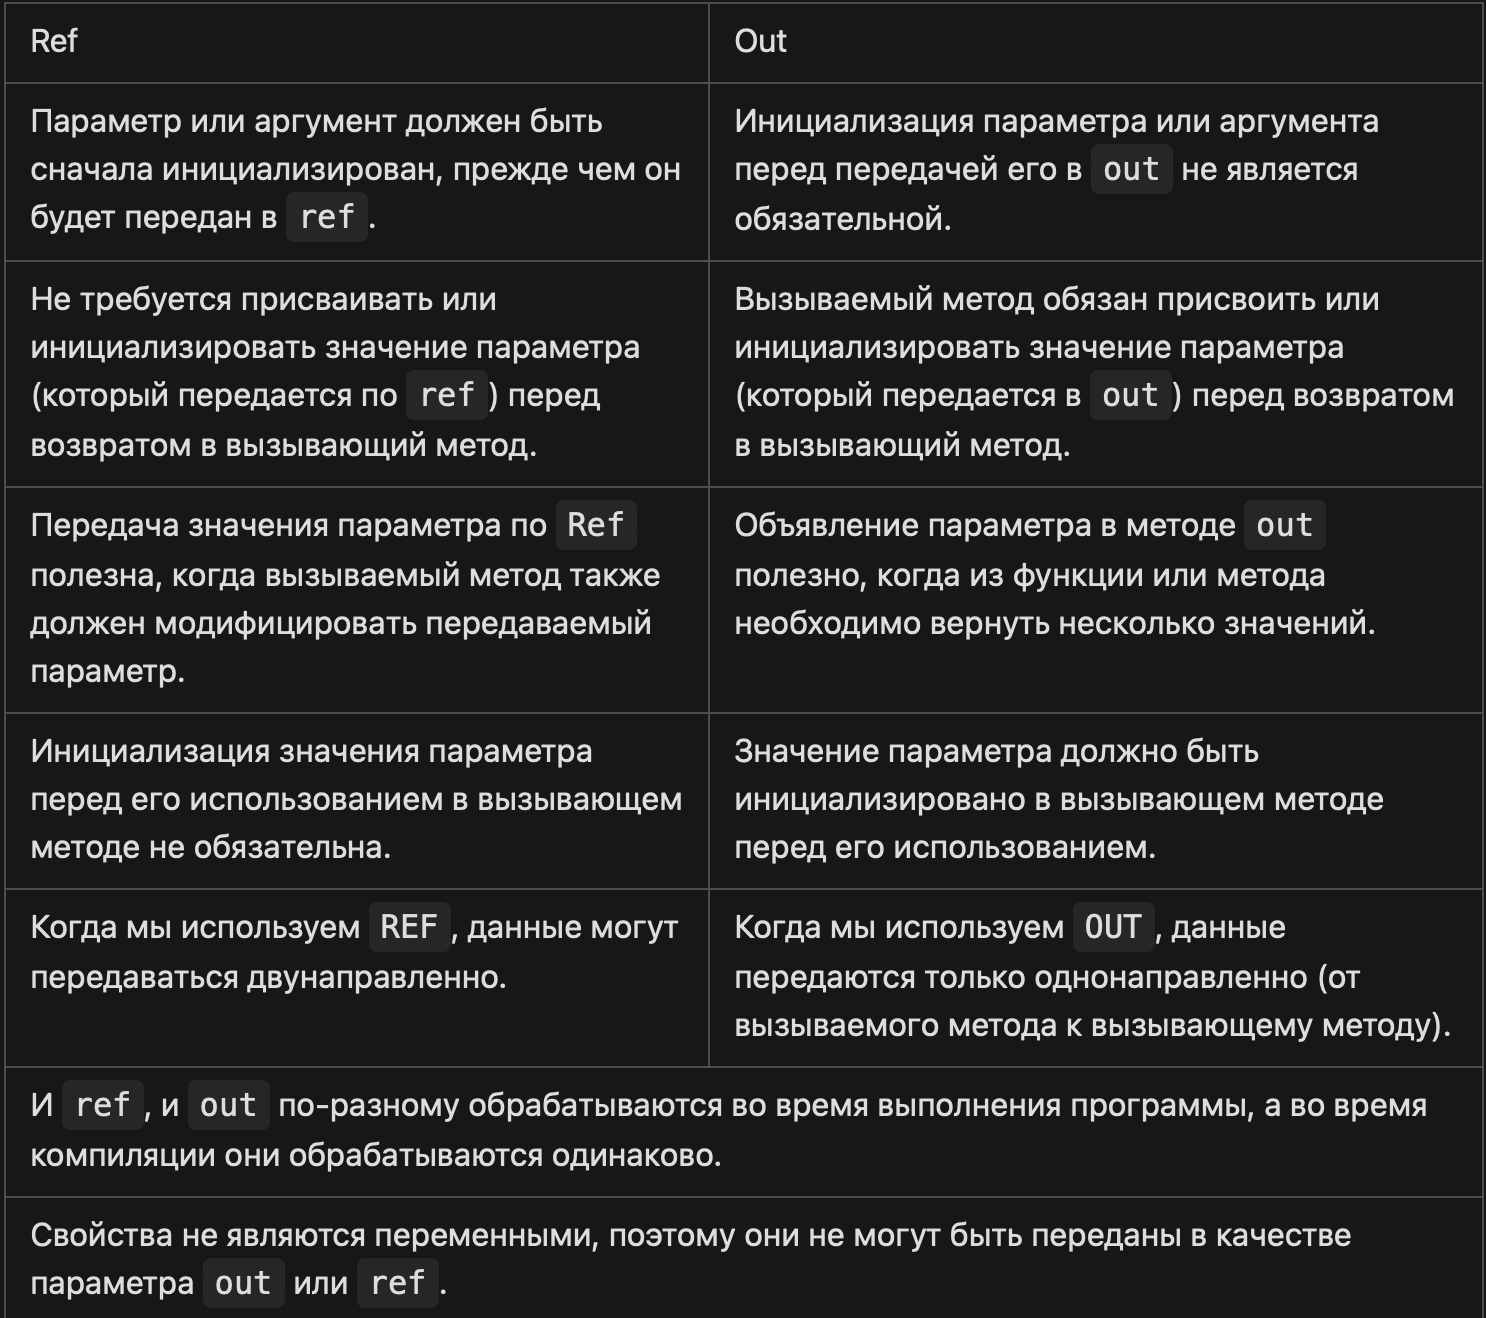 Ref
Out
Параметр или аргумент должен быть
сначала инициализирован, прежде чем он
будет передан в ref.
Инициализация параметра или аргумента
перед передачей его в out не является
обязательной.
Не требуется присваивать или
инициализировать значение параметра
(который передается по ref) перед
возвратом в вызывающий метод.
Вызываемый метод обязан присвоить или
инициализировать значение параметра
(который передается в out) перед возвратом
в вызывающий метод.
Передача значения параметра по Ref
полезна, когда вызываемый метод также
должен модифицировать передаваемый
параметр.
Объявление параметра в методе out
полезно, когда из функции или метода
необходимо вернуть несколько значений.
Инициализация значения параметра
перед его использованием в вызывающем
методе не обязательна.
Значение параметра должно быть
инициализировано в вызывающем методе
перед его использованием.
Когда мы используем REF, данные могут
передаваться двунаправленно.
Когда мы используем OUT, данные
передаются только однонаправленно (от
вызываемого метода к вызывающему методу).
И ref, и out по-разному обрабатываются во время выполнения программы, а во время
компиляции они обрабатываются одинаково.
Свойства не являются переменными, поэтому они не могут быть переданы в качестве
параметра out или ref.